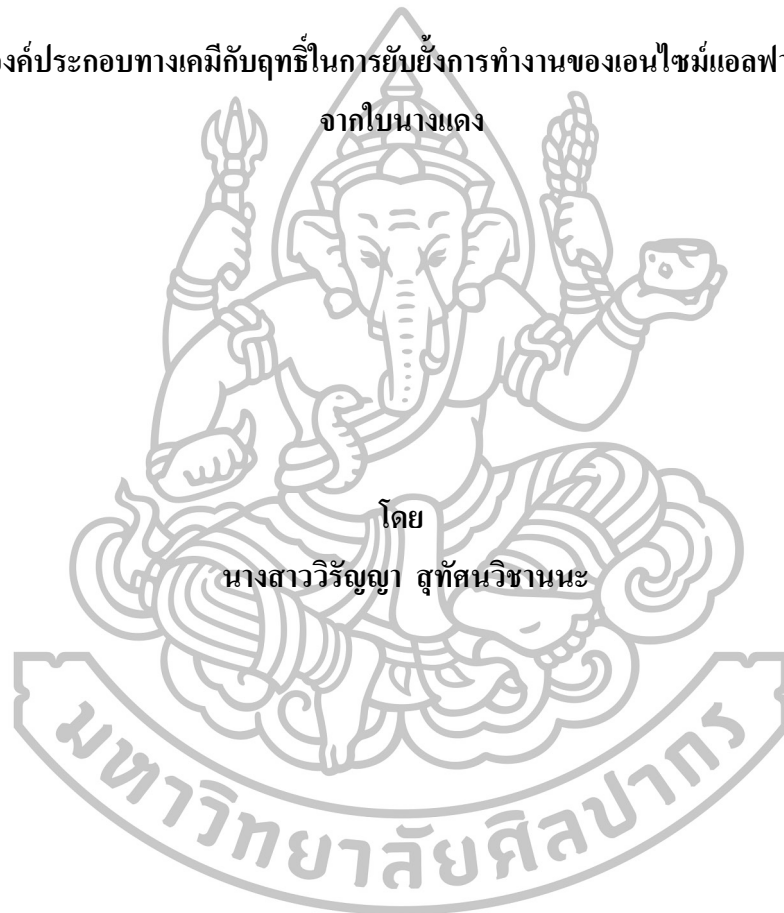 งค์ประกอบทางเคมีกับฤทธิ์ในการยับยั้งการทำงานของเอนไซม์แอลฟา
จากใบนางแดง
โดย
นางสาววิรัญญา สุทัศนวิชานนะ
มหาวิทยาลัยศิลปากร